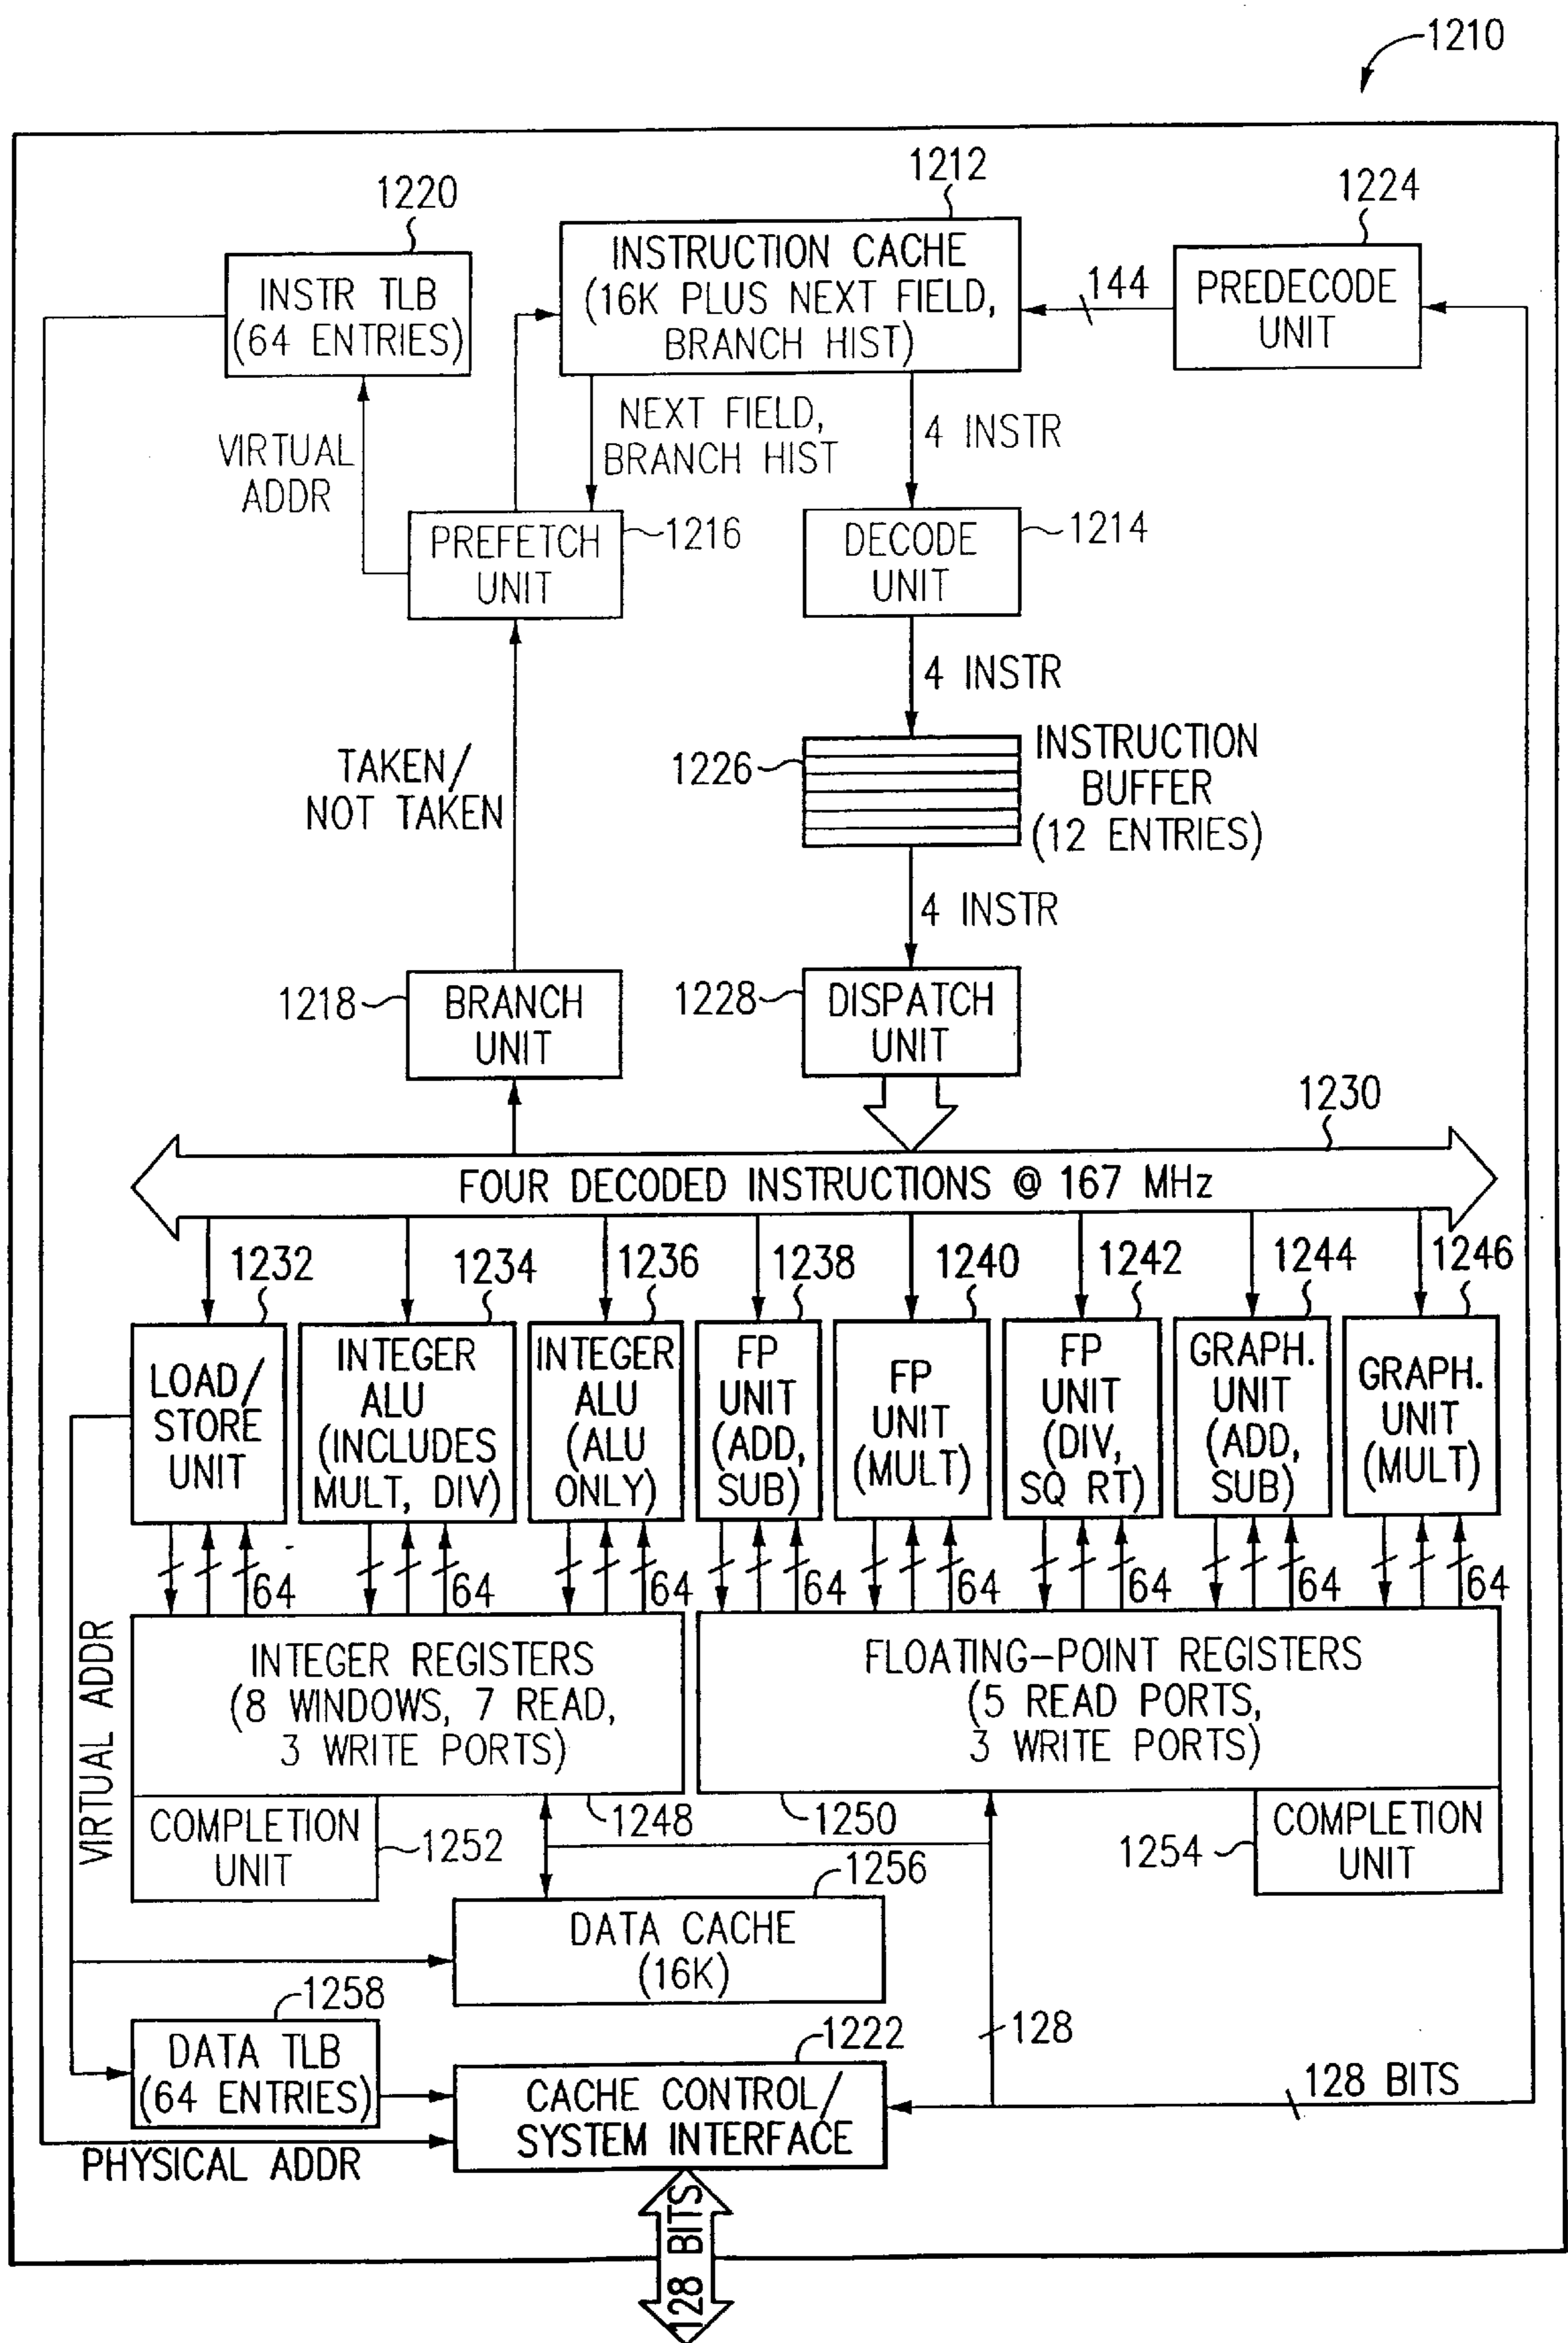 1210
1220
1212
1224
INSTR TLB
(64 ENTRIES)
INSTRUCTION CACHE
(16K PLUS NEXT FIELD,
BRANCH HIST)
144
PREDECODE
UNIT
VIRTUAL
ADDR
NEXT FIELD,
BRANCH HIST
4 INSTR
PREFETCH
UNIT
1216
DECODE
UNIT
1214
4 INSTR
TAKEN/
NOT TAKEN
1226
INSTRUCTION
BUFFER
(12 ENTRIES)
4 INSTR
1218
BRANCH
UNIT
1228
DISPATCH
UNIT
1230
FOUR DECODED INSTRUCTIONS @ 167 MHz
1232
1234
1236
1238
1240
1242
1244
1246
LOAD/
STORE
UNIT
INTEGER
ALU
(INCLUDES
MULT, DIV)
INTEGER
ALU
(ALU
ONLY)
FP
UNIT
(ADD,
SUB)
FP
UNIT
(MULT)
FP
UNIT
(DIV,
SQ RT)
GRAPH.
UNIT
(ADD,
SUB)
GRAPH.
UNIT
(MULT)
64
64
64
64
64
64
64
64
VIRTUAL ADDR
INTEGER REGISTERS
(8 WINDOWS, 7 READ,
3 WRITE PORTS)
FLOATING-POINT REGISTERS
(5 READ PORTS,
3 WRITE PORTS)
COMPLETION
UNIT
1252
1248
1250
1254
COMPLETION
UNIT
1256
DATA CACHE
(16K)
1258
DATA TLB
(64 ENTRIES)
1222
CACHE CONTROL/
SYSTEM INTERFACE
128
128 BITS
PHYSICAL ADDR
128 BITS